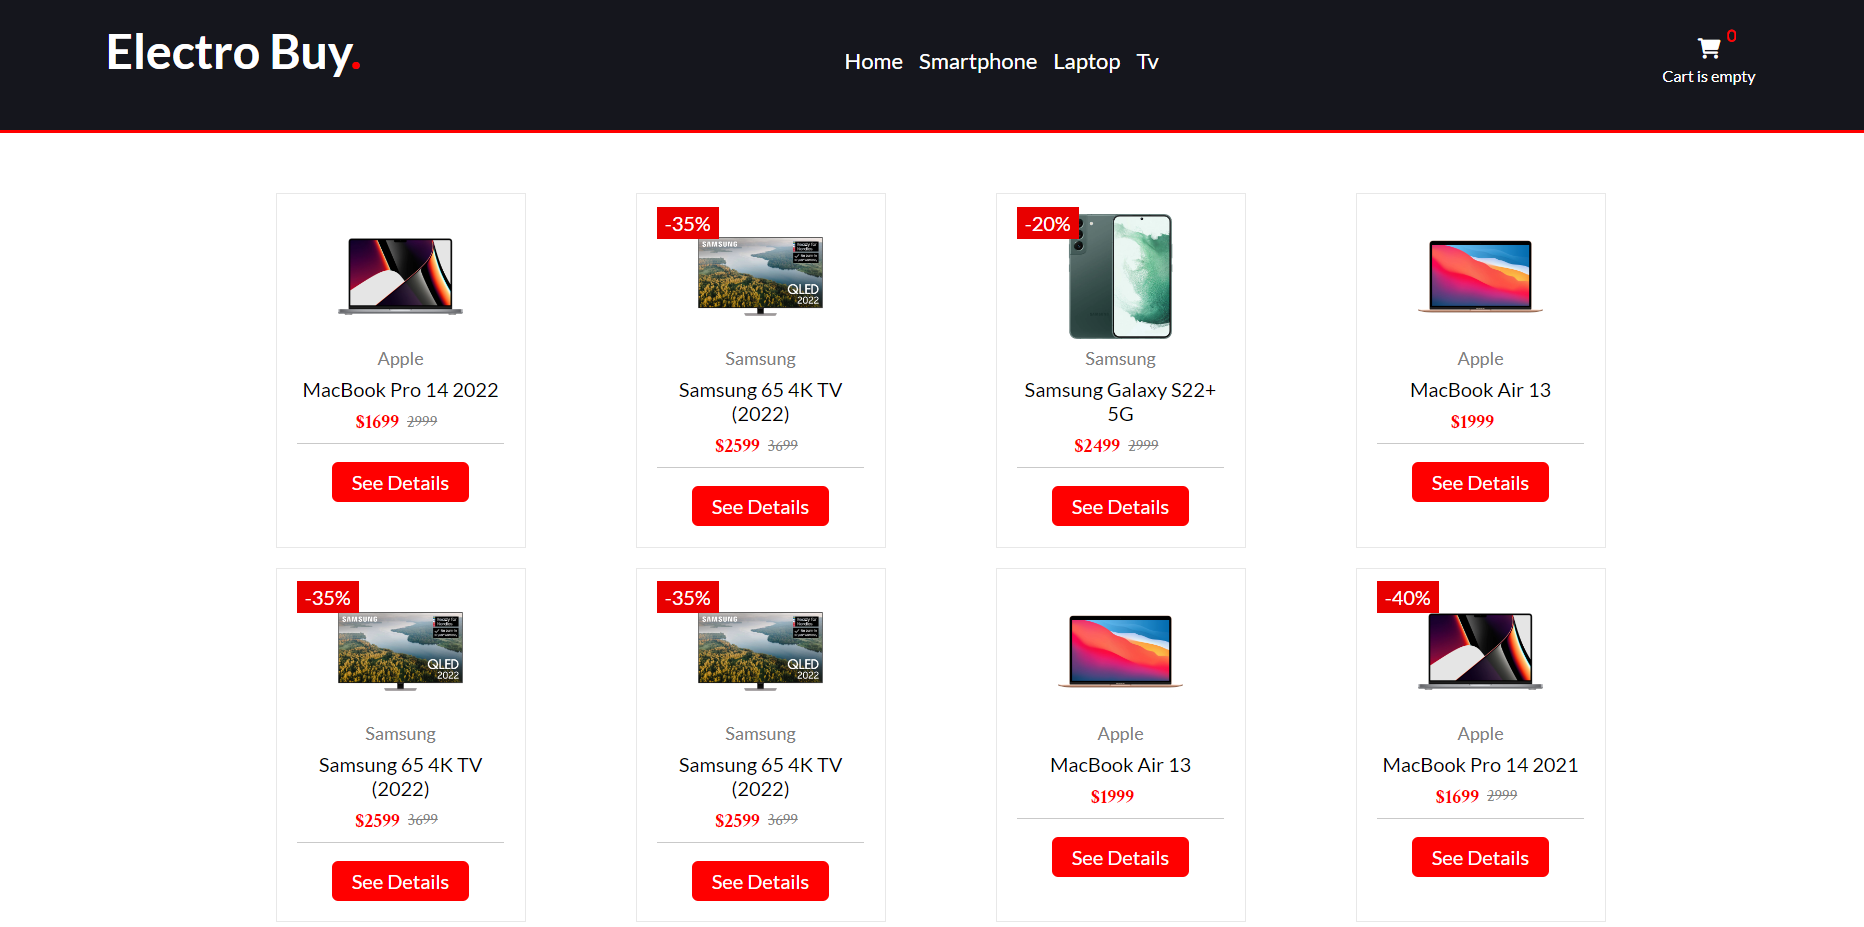 Electro Buy.
Home Smartphone Laptop Tv
0
Cart is empty
Apple
MacBook Pro 14 2022
$1699 2999
See Details
-35%
SAMSUNG
QLED
2022
Samsung
Samsung 65 4K TV
(2022)
$2599 3699
See Details
-20%
Samsung
Samsung Galaxy S22+
5G
$2499 2999
See Details
Apple
MacBook Air 13
$1999
See Details
-35%
SAMSUNG
QLED
2022
Samsung
Samsung 65 4K TV
(2022)
$2599 3699
See Details
-35%
SAMSUNG
QLED
2022
Samsung
Samsung 65 4K TV
(2022)
$2599 3699
See Details
Apple
MacBook Air 13
$1999
See Details
-40%
Apple
MacBook Pro 14 2021
$1699 2999
See Details